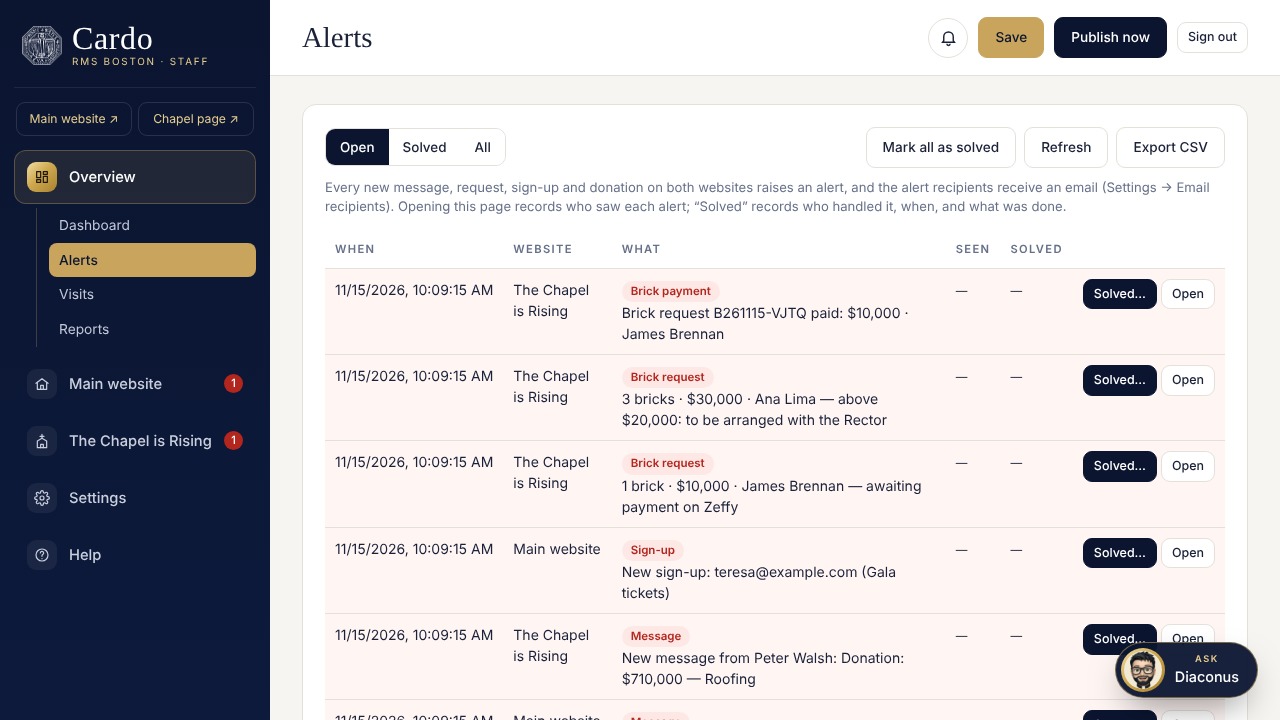 Cardo
RMS BOSTON · STAFF
Main website ↗
Chapel page ↗
Overview
Dashboard
Alerts
Visits
Reports
Main website 1
The Chapel is Rising 1
Settings
Help
Alerts
Save
Publish now
Sign out
Open
Solved
All
Mark all as solved
Refresh
Export CSV
Every new message, request, sign-up and donation on both websites raises an alert, and the alert recipients receive an email (Settings → Email
recipients). Opening this page records who saw each alert; “Solved” records who handled it, when, and what was done.
WHEN WEBSITE WHAT SEEN SOLVED
11/15/2026, 10:09:15 AM
The Chapel
is Rising
Brick payment
Brick request B261115-VJTQ paid: $10,000 ·
James Brennan
— —
Solved… Open
11/15/2026, 10:09:15 AM
The Chapel
is Rising
Brick request
3 bricks · $30,000 · Ana Lima — above
$20,000: to be arranged with the Rector
— —
Solved… Open
11/15/2026, 10:09:15 AM
The Chapel
is Rising
Brick request
1 brick · $10,000 · James Brennan — awaiting
payment on Zeffy
— —
Solved… Open
11/15/2026, 10:09:15 AM
Main website
Sign-up
New sign-up: teresa@example.com (Gala
tickets)
— —
Solved… Open
11/15/2026, 10:09:15 AM
The Chapel
is Rising
Message
New message from Peter Walsh: Donation:
$710,000 — Roofing
— —
Solved… Open
11/15/2026, 10:09:15 AM
Main website
Message
ASK
Diaconus